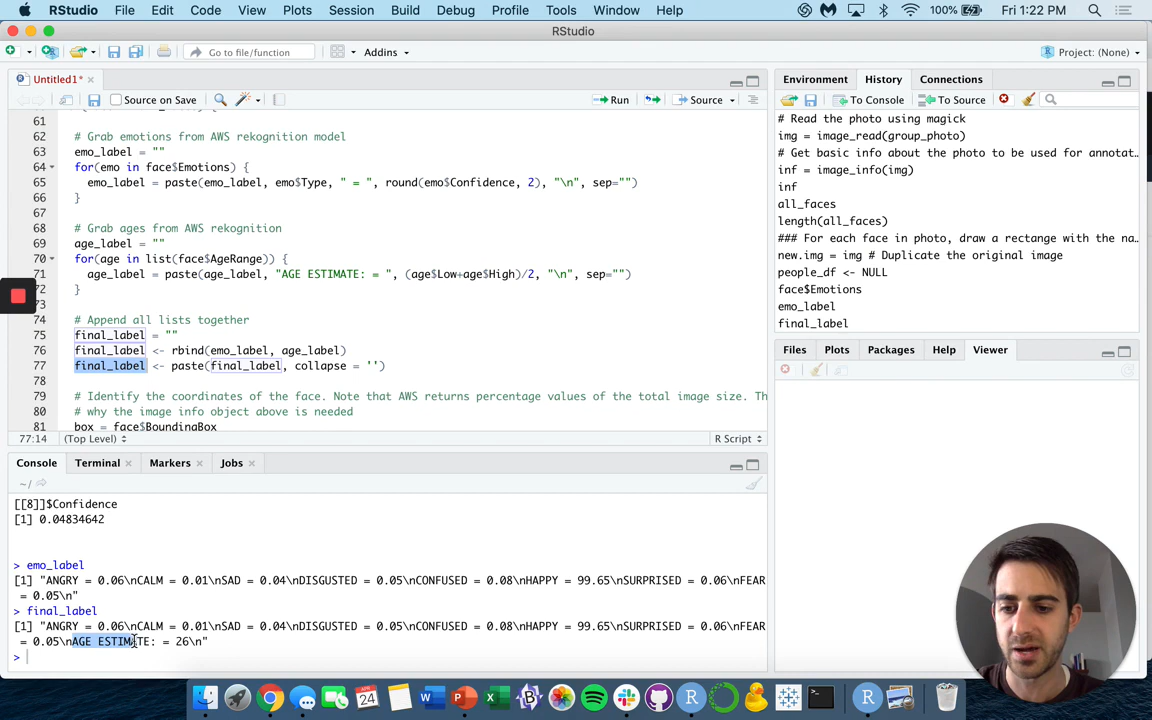 RStudio File Edit Code View Plots Session Build Debug Profile Tools Window Help 100% Fri 1:22 PM
RStudio
Go to file/function Addins Project: (None)
Untitled1*
Source on Save Run Source
61
62 # Grab emotions from AWS rekognition model
63 emo_label = ""
64 for(emo in face$Emotions) {
65 emo_label = paste(emo_label, emo$Type, " = ", round(emo$Confidence, 2), "\n", sep="")
66 }
67
68 # Grab ages from AWS rekognition
69 age_label = ""
70 for(age in list(face$AgeRange)) {
71 age_label = paste(age_label, "AGE ESTIMATE: = ", (age$Low+age$High)/2, "\n", sep="")
72 }
73
74 # Append all lists together
75 final_label = ""
76 final_label <- rbind(emo_label, age_label)
77 final_label <- paste(final_label, collapse = '')
78
79 # Identify the coordinates of the face. Note that AWS returns percentage values of the total image size. Th
80 # why the image info object above is needed
81 box = face$BoundingBox
77:14 (Top Level) R Script
Console Terminal Markers Jobs
~/
[[8]]$Confidence
[1] 0.04834642
> emo_label
[1] "ANGRY = 0.06\nCALM = 0.01\nSAD = 0.04\nDISGUSTED = 0.05\nCONFUSED = 0.08\nHAPPY = 99.65\nSURPRISED = 0.06\nFEAR
= 0.05\n"
> final_label
[1] "ANGRY = 0.06\nCALM = 0.01\nSAD = 0.04\nDISGUSTED = 0.05\nCONFUSED = 0.08\nHAPPY = 99.65\nSURPRISED = 0.06\nFEAR
= 0.05\nAGE ESTIMATE: = 26\n"
>
Environment History Connections
To Console To Source
# Read the photo using magick
img = image_read(group_photo)
# Get basic info about the photo to be used for annotat…
inf = image_info(img)
inf
all_faces
length(all_faces)
### For each face in photo, draw a rectange with the na…
new.img = img # Duplicate the original image
people_df <- NULL
face$Emotions
emo_label
final_label
Files Plots Packages Help Viewer